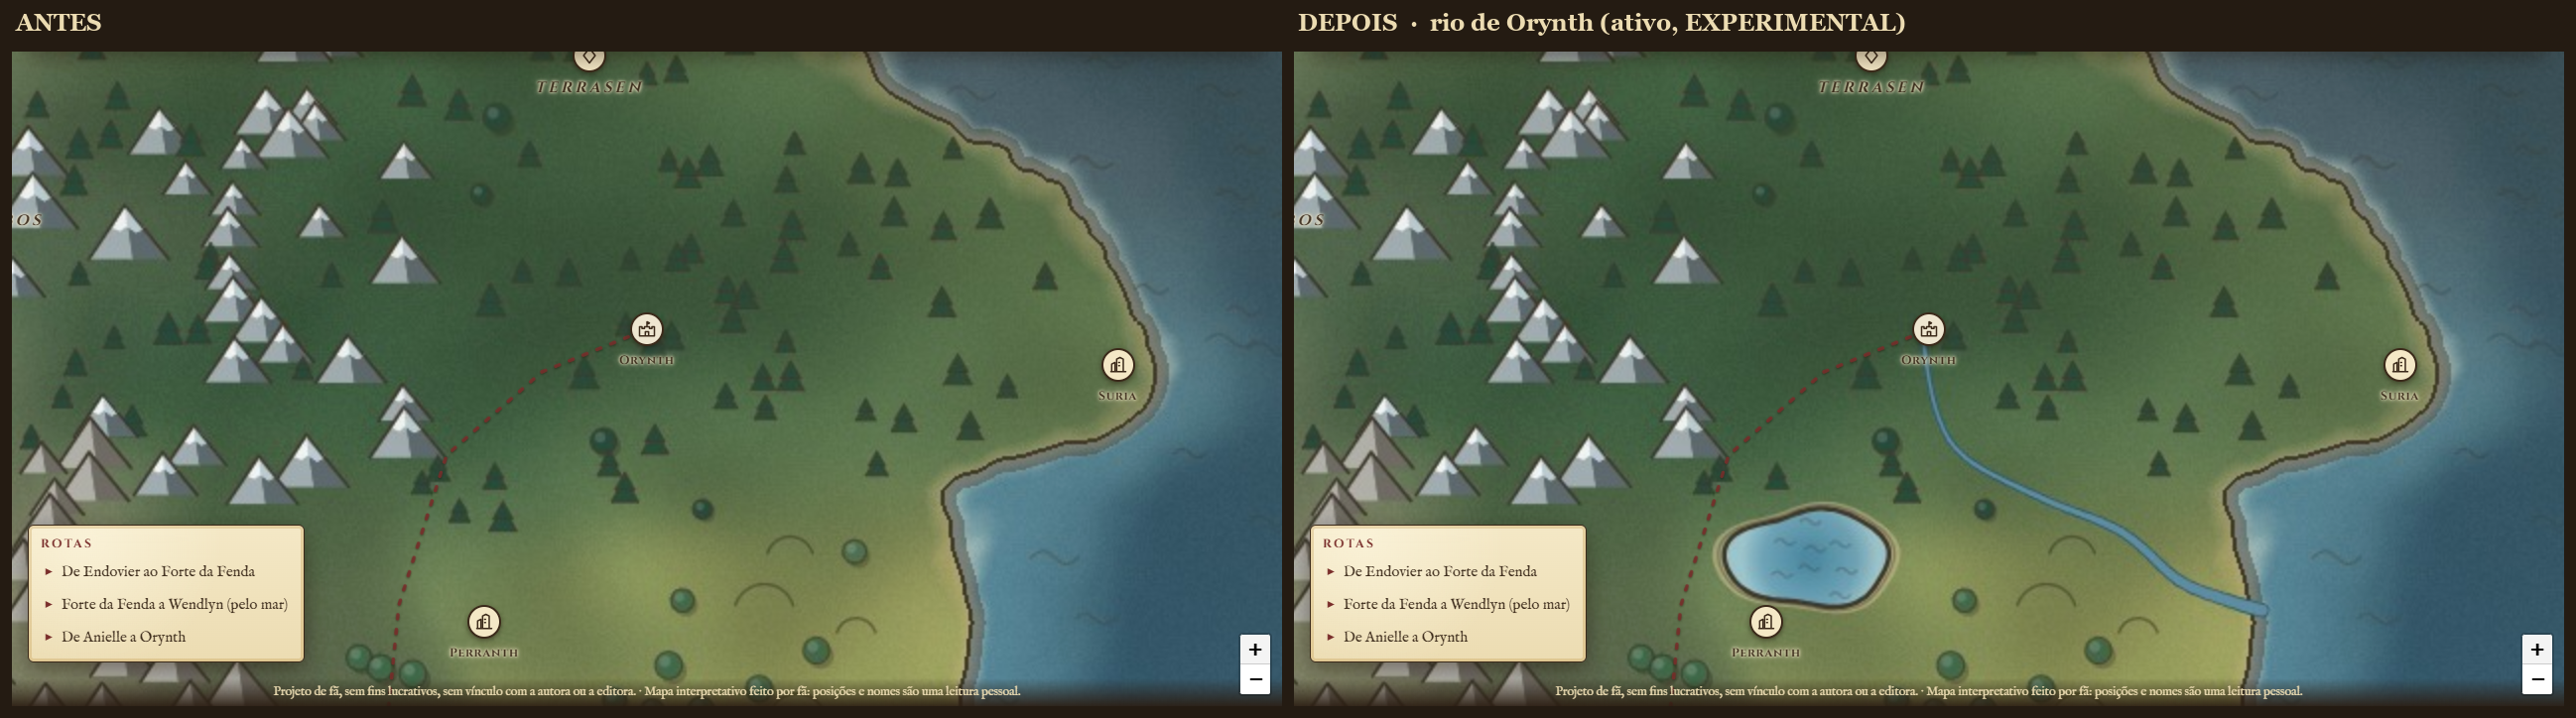 ANTES
TERRASEN
OS
ORYNTH
SURIA
ROTAS
► De Endovier ao Forte da Fenda
► Forte da Fenda a Wendlyn (pelo mar)
► De Anielle a Orynth
PERRANTH
+
−
Projeto de fã, sem fins lucrativos, sem vínculo com a autora ou a editora. · Mapa interpretativo feito por fã: posições e nomes são uma leitura pessoal.
DEPOIS · rio de Orynth (ativo, EXPERIMENTAL)
TERRASEN
OS
ORYNTH
SURIA
ROTAS
► De Endovier ao Forte da Fenda
► Forte da Fenda a Wendlyn (pelo mar)
► De Anielle a Orynth
PERRANTH
+
−
Projeto de fã, sem fins lucrativos, sem vínculo com a autora ou a editora. · Mapa interpretativo feito por fã: posições e nomes são uma leitura pessoal.